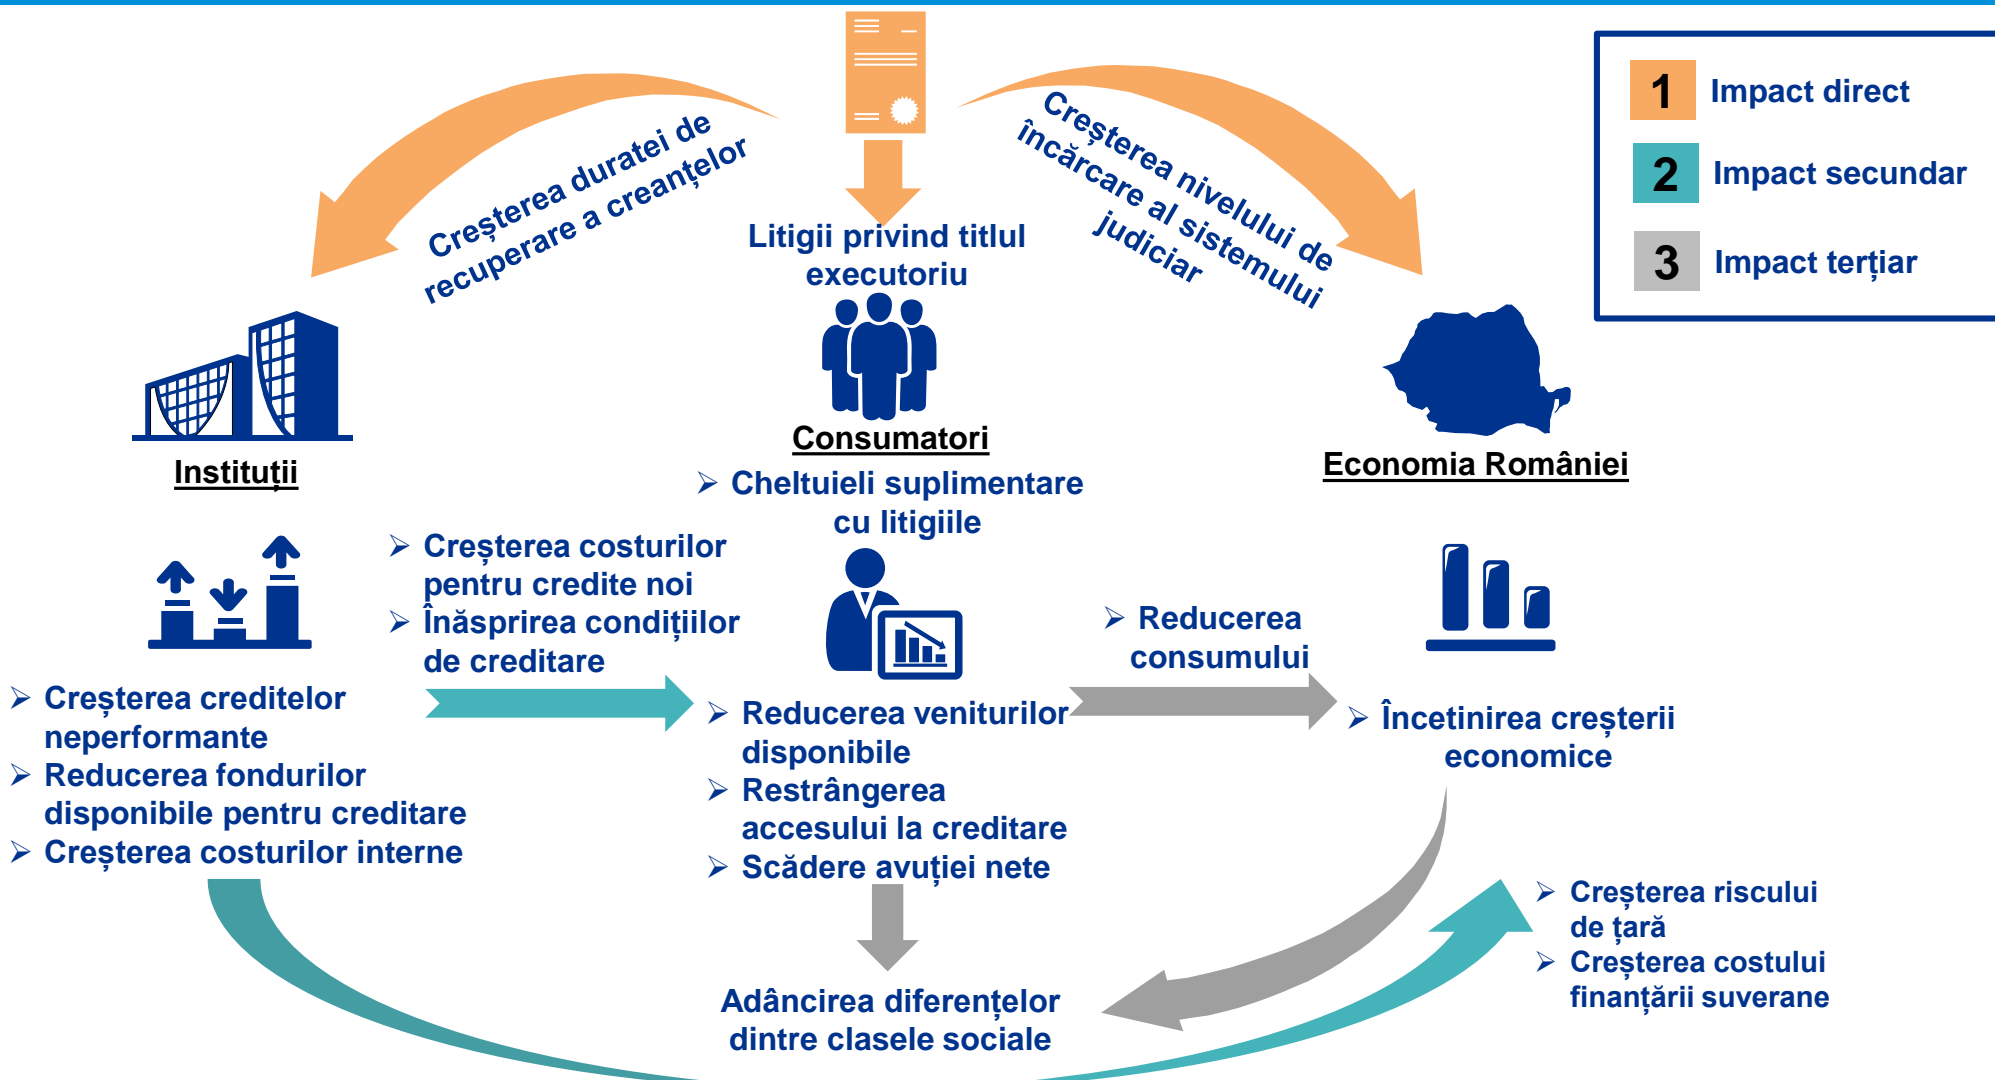 1 Impact direct
2 Impact secundar
3 Impact terțiar
Creșterea duratei de
recuperare a creanțelor
Litigii privind titlul
executoriu
Creșterea nivelului de
încărcare al sistemului
judiciar
Instituții
Consumatori
Economia României
➢ Cheltuieli suplimentare
cu litigiile
➢ Creșterea costurilor
pentru credite noi
➢ Înăsprirea condițiilor
de creditare
➢ Reducerea
consumului
➢ Creșterea creditelor
neperformante
➢ Reducerea fondurilor
disponibile pentru creditare
➢ Creșterea costurilor interne
➢ Reducerea veniturilor
disponibile
➢ Restrângerea
accesului la creditare
➢ Scădere avuției nete
➢ Încetinirea creșterii
economice
➢ Creșterea riscului
de țară
➢ Creșterea costului
finanțării suverane
Adâncirea diferențelor
dintre clasele sociale